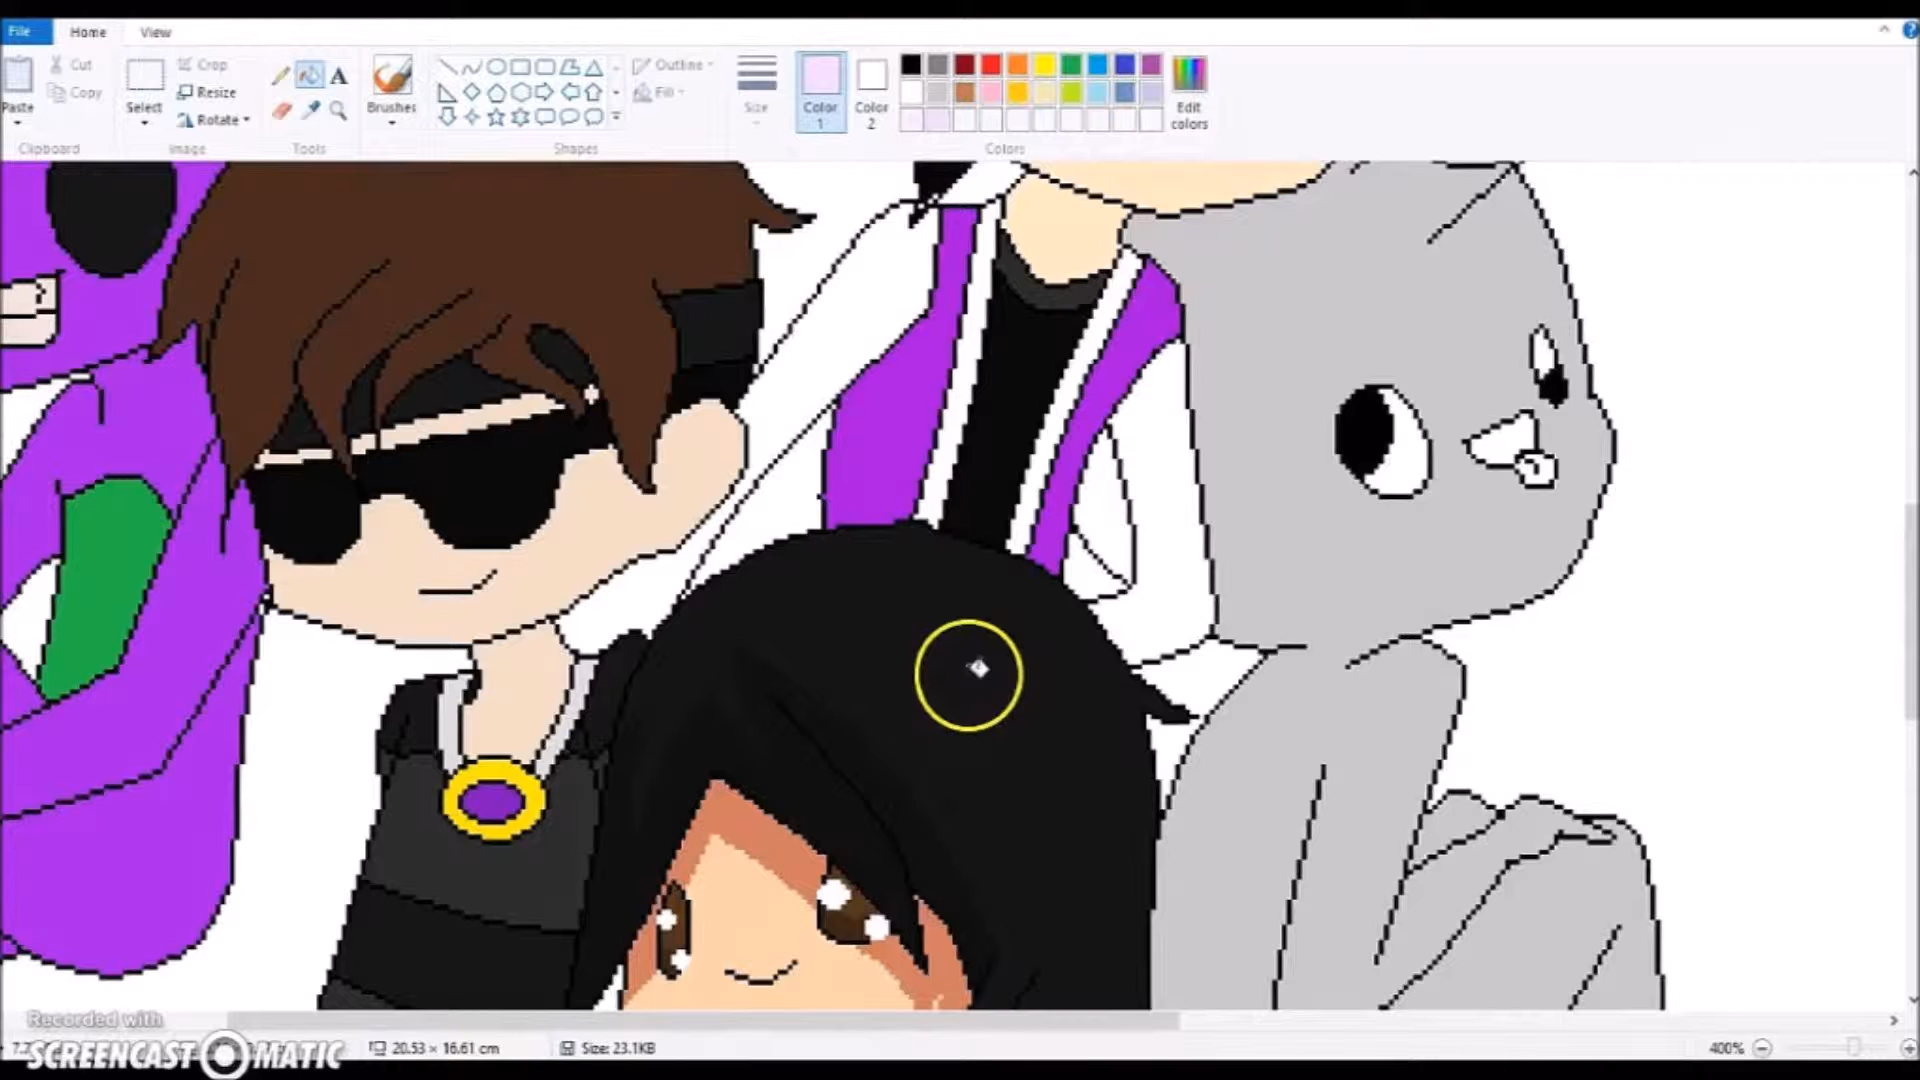 File Home View
Paste Cut Copy
Clipboard
Select Crop Resize Rotate
Image
A
Tools
Brushes
Outline Fill
Shapes
Size
Color 1
Color 2
Edit colors
Colors
Recorded with
SCREENCAST-O-MATIC
20.53 × 16.61 cm
Size: 23.1KB
400%